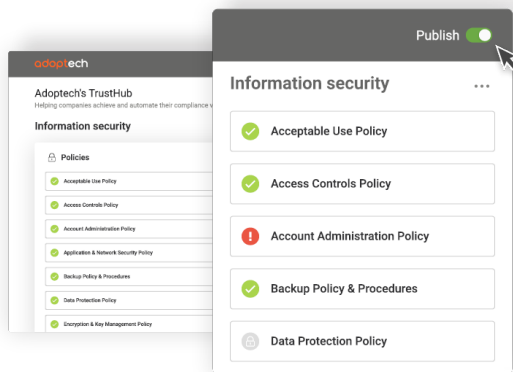 adoptech
Adoptech's TrustHub
Helping companies achieve and automate their compliance
Information security
Policies
Acceptable Use Policy
Access Controls Policy
Account Administration Policy
Application & Network Security Policy
Backup Policy & Procedures
Data Protection Policy
Encryption & Key Management Policy
Publish
Information security
Acceptable Use Policy
Access Controls Policy
Account Administration Policy
Backup Policy & Procedures
Data Protection Policy